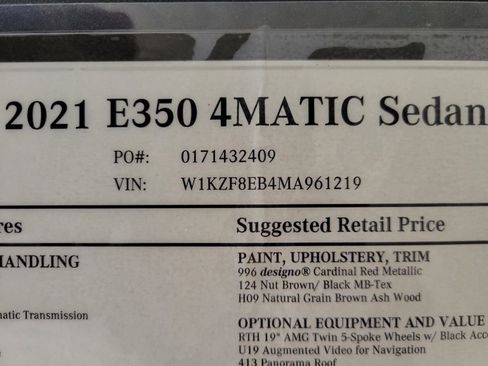 2021 E350 4MATIC Sedan
PO#: 0171432409
VIN: W1KZF8EB4MA961219
res Suggested Retail Price
HANDLING PAINT, UPHOLSTERY, TRIM
996 designo® Cardinal Red Metallic
124 Nut Brown/ Black MB-Tex
H09 Natural Grain Brown Ash Wood
matic Transmission
OPTIONAL EQUIPMENT AND VALUE
RTH 19" AMG Twin 5-Spoke Wheels w/ Black Acce
U19 Augmented Video for Navigation
413 Panorama Roof